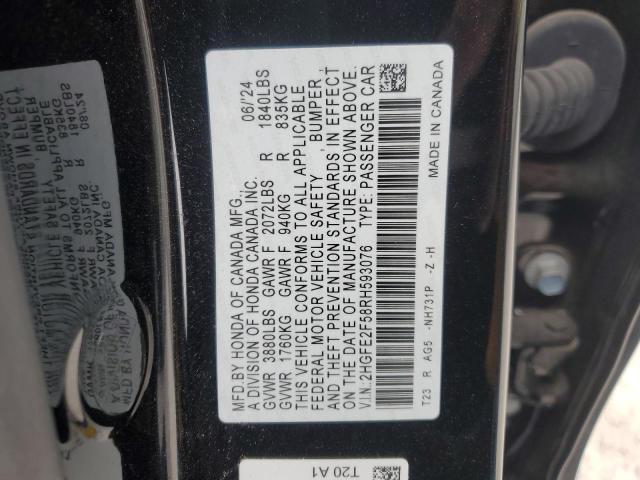 MFD.BY HONDA OF CANADA MFG., 06/'24
A DIVISION OF HONDA CANADA INC.
GVWR 3880LBS GAWR F 2072LBS R 1840LBS
GVWR 1760KG GAWR F 940KG R 835KG
THIS VEHICLE CONFORMS TO ALL APPLICABLE
FEDERAL MOTOR VEHICLE SAFETY, BUMPER,
AND THEFT PREVENTION STANDARDS IN EFFECT
ON THE DATE OF MANUFACTURE SHOWN ABOVE.
V.I.N. 2HGFE2F58RH593076 TYPE: PASSENGER CAR
T23 R AG5 -NH731P -Z -H MADE IN CANADA
T20 A1